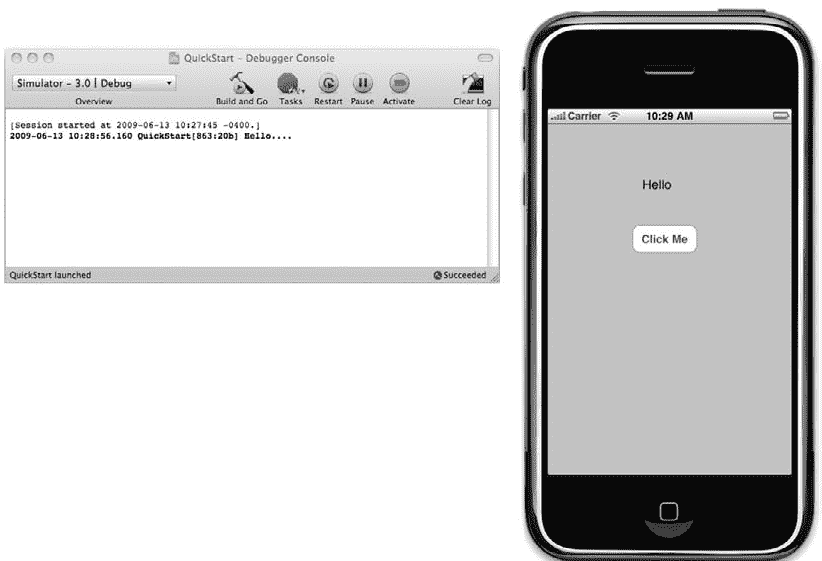 QuickStart - Debugger Console
Simulator - 3.0 | Debug
Overview
Build and Go Tasks Restart Pause Activate Clear Log
[Session started at 2009-06-13 10:27:45 -0400.]
2009-06-13 10:28:56.160 QuickStart[863:20b] Hello....
QuickStart launched
Succeeded
Carrier 10:29 AM
Hello
Click Me